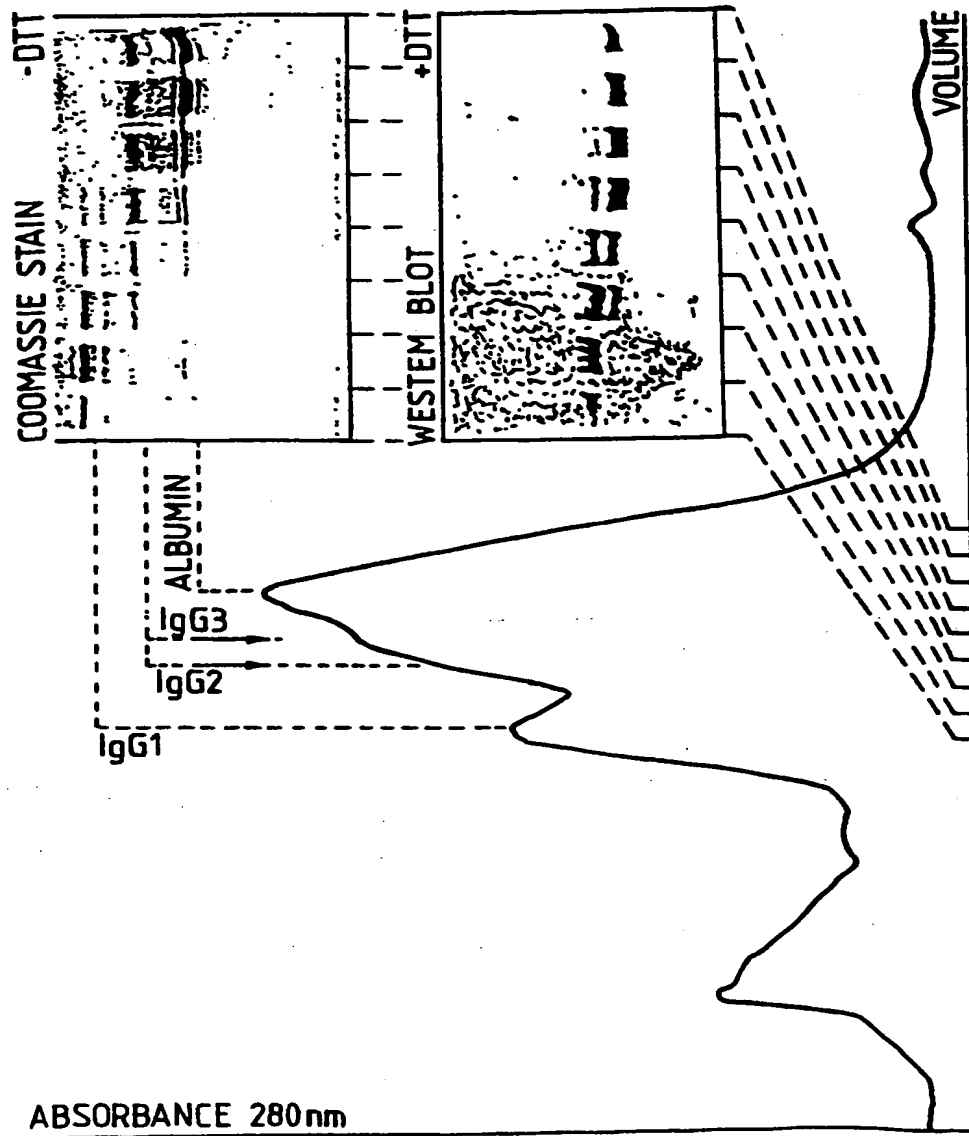 COOMASSIE STAIN
-DTT
WESTEM BLOT
+DTT
VOLUME
ALBUMIN
IgG3
IgG2
IgG1
ABSORBANCE 280nm